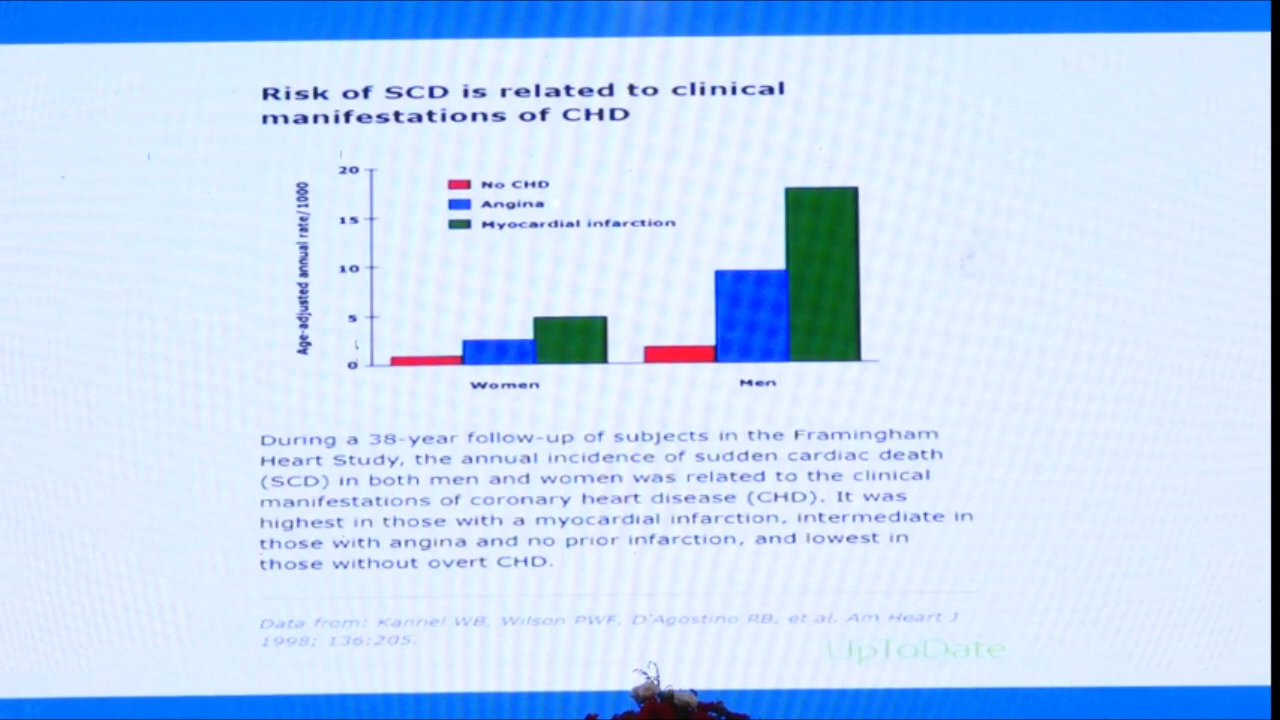 Risk of SCD is related to clinical
manifestations of CHD
20
15
10
5
0
Age-adjusted annual rate/1000
No CHD
Angina
Myocardial infarction
Women
Men
During a 38-year follow-up of subjects in the Framingham
Heart Study, the annual incidence of sudden cardiac death
(SCD) in both men and women was related to the clinical
manifestations of coronary heart disease (CHD). It was
highest in those with a myocardial infarction, intermediate in
those with angina and no prior infarction, and lowest in
those without overt CHD.
Data from: Kannel WB, Wilson PWF, D'Agostino RB, et al. Am Heart J
1998; 136:205.
UpToDate